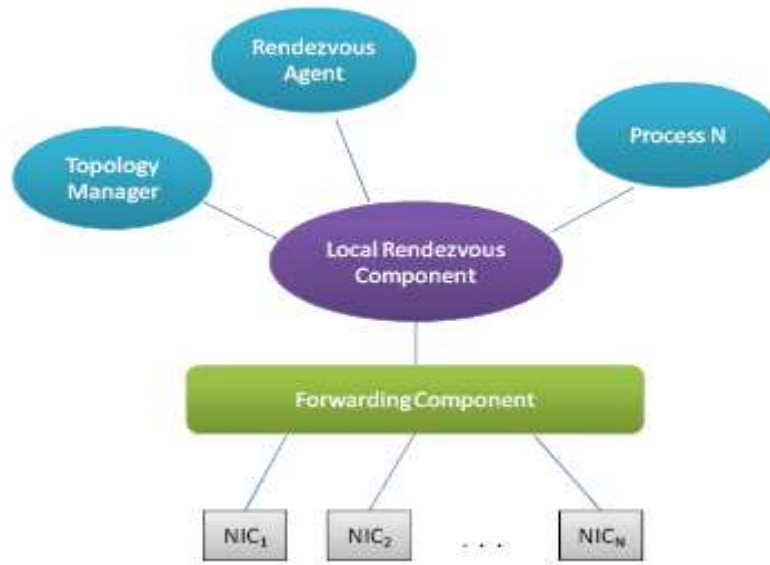 Rendezvous
Agent
Process N
Topology
Manager
Local Rendezvous
Component
Forwarding Component
NIC₁ NIC₂ . . . NICₙ